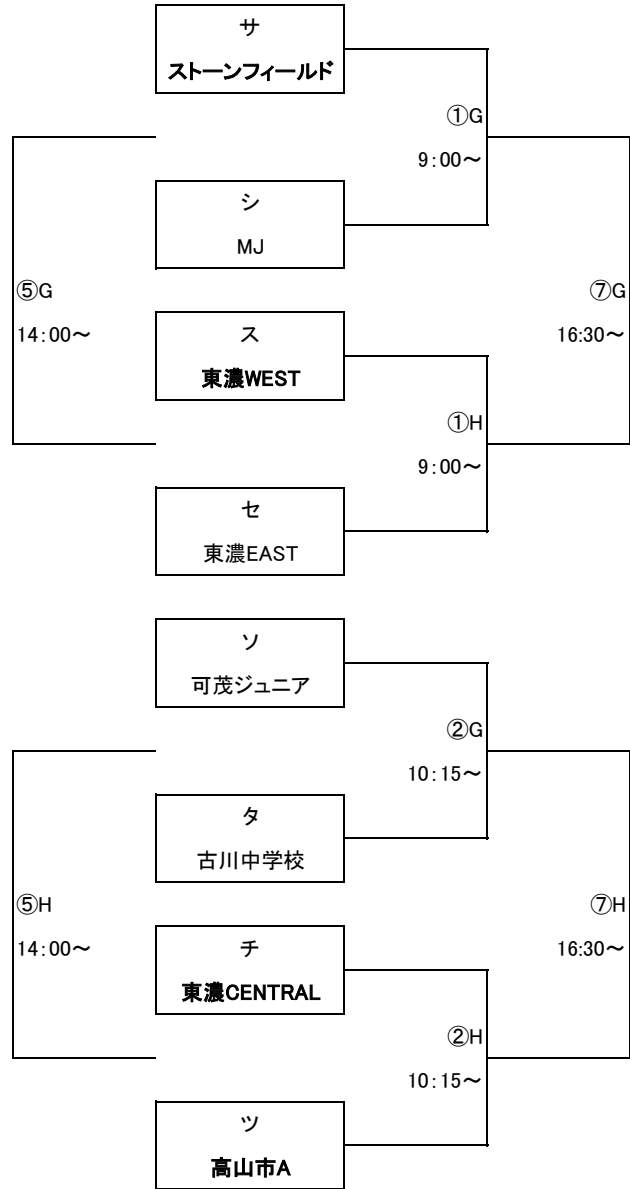 サ
ストーンフィールド
①G
9:00～
シ
MJ
⑤G
14:00～
⑦G
16:30～
ス
東濃WEST
①H
9:00～
セ
東濃EAST
ソ
可茂ジュニア
②G
10:15～
タ
古川中学校
⑤H
14:00～
⑦H
16:30～
チ
東濃CENTRAL
②H
10:15～
ツ
高山市A